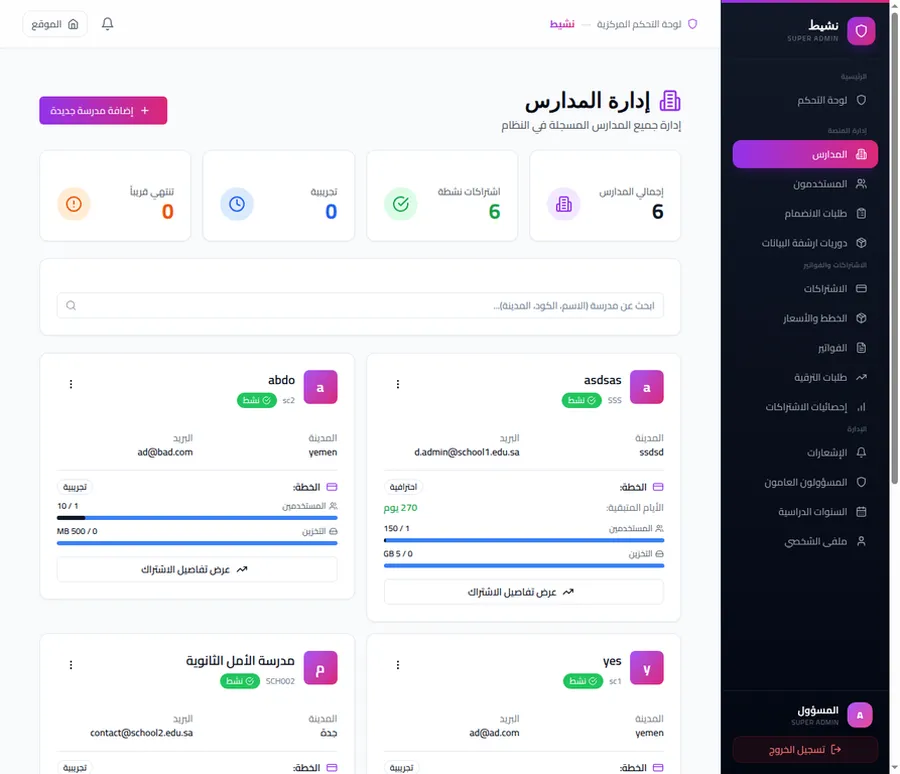 نشيط
SUPER ADMIN
الرئيسية
لوحة التحكم
إدارة المنصة
المدارس
المستخدمون
طلبات الانضمام
دوريات ارشفة البيانات
الاشتراكات والفواتير
الاشتراكات
الخطط والأسعار
الفواتير
طلبات الترقية
إحصائيات الاشتراكات
الإدارة
الإشعارات
المسؤولون العامون
السنوات الدراسية
ملفي الشخصي
المسؤول
A
SUPER ADMIN
تسجيل الخروج
لوحة التحكم المركزية — نشيط
الموقع
إدارة المدارس
إدارة جميع المدارس المسجلة في النظام
+ إضافة مدرسة جديدة
إجمالي المدارس
6
اشتراكات نشطة
6
تجريبية
0
تنتهي قريباً
0
ابحث عن مدرسة (الاسم، الكود، المدينة)...
a
asdsas
SSS نشط
المدينة البريد
ssdsd d.admin@school1.edu.sa
الخطة: احترافية
الأيام المتبقية: 270 يوم
المستخدمين 1 / 150
التخزين 0 / 5 GB
عرض تفاصيل الاشتراك
a
abdo
sc2 نشط
المدينة البريد
yemen ad@bad.com
الخطة: تجريبية
المستخدمين 1 / 10
التخزين 0 / 500 MB
عرض تفاصيل الاشتراك
y
yes
sc1 نشط
المدينة البريد
yemen ad@ad.com
الخطة: تجريبية
م
مدرسة الأمل الثانوية
SCH002 نشط
المدينة البريد
جدة contact@school2.edu.sa
الخطة: تجريبية